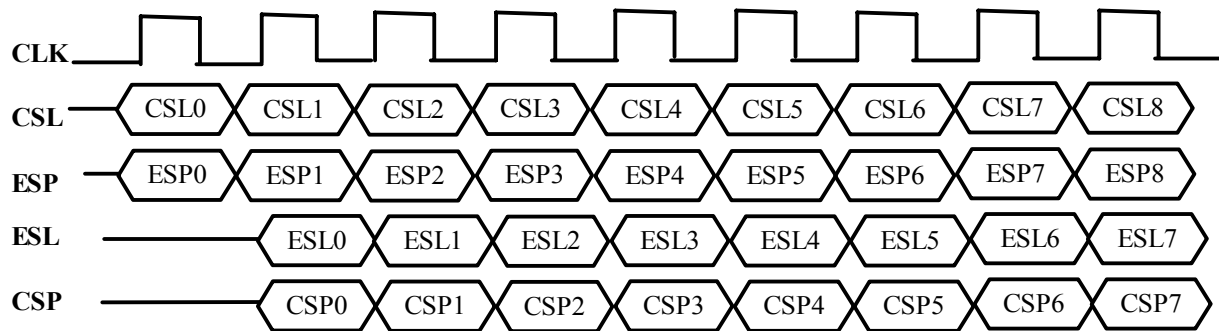 CLK
CSL CSL0 CSL1 CSL2 CSL3 CSL4 CSL5 CSL6 CSL7 CSL8
ESP ESP0 ESP1 ESP2 ESP3 ESP4 ESP5 ESP6 ESP7 ESP8
ESL ESL0 ESL1 ESL2 ESL3 ESL4 ESL5 ESL6 ESL7
CSP CSP0 CSP1 CSP2 CSP3 CSP4 CSP5 CSP6 CSP7